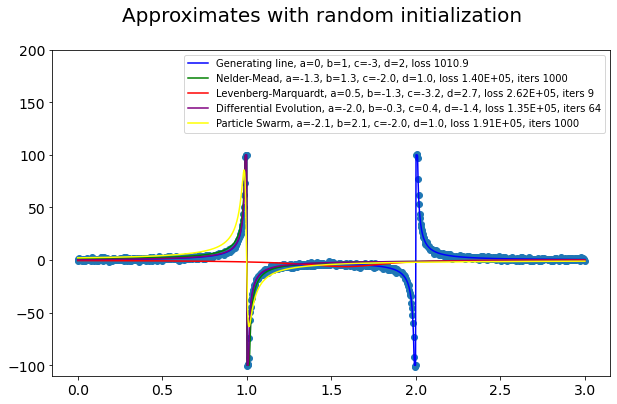 Approximates with random initialization
Generating line, a=0, b=1, c=-3, d=2, loss 1010.9
Nelder-Mead, a=-1.3, b=1.3, c=-2.0, d=1.0, loss 1.40E+05, iters 1000
Levenberg-Marquardt, a=0.5, b=-1.3, c=-3.2, d=2.7, loss 2.62E+05, iters 9
Differential Evolution, a=-2.0, b=-0.3, c=0.4, d=-1.4, loss 1.35E+05, iters 64
Particle Swarm, a=-2.1, b=2.1, c=-2.0, d=1.0, loss 1.91E+05, iters 1000
200
150
100
50
0
−50
−100
0.0 0.5 1.0 1.5 2.0 2.5 3.0